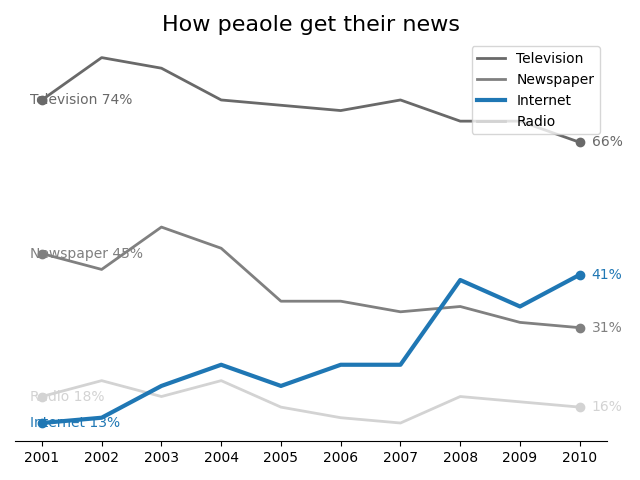 How peaole get their news
Television
Newspaper
Internet
Radio
Television 74%
66%
Newspaper 45%
41%
31%
Radio 18%
16%
Internet 13%
2001 2002 2003 2004 2005 2006 2007 2008 2009 2010